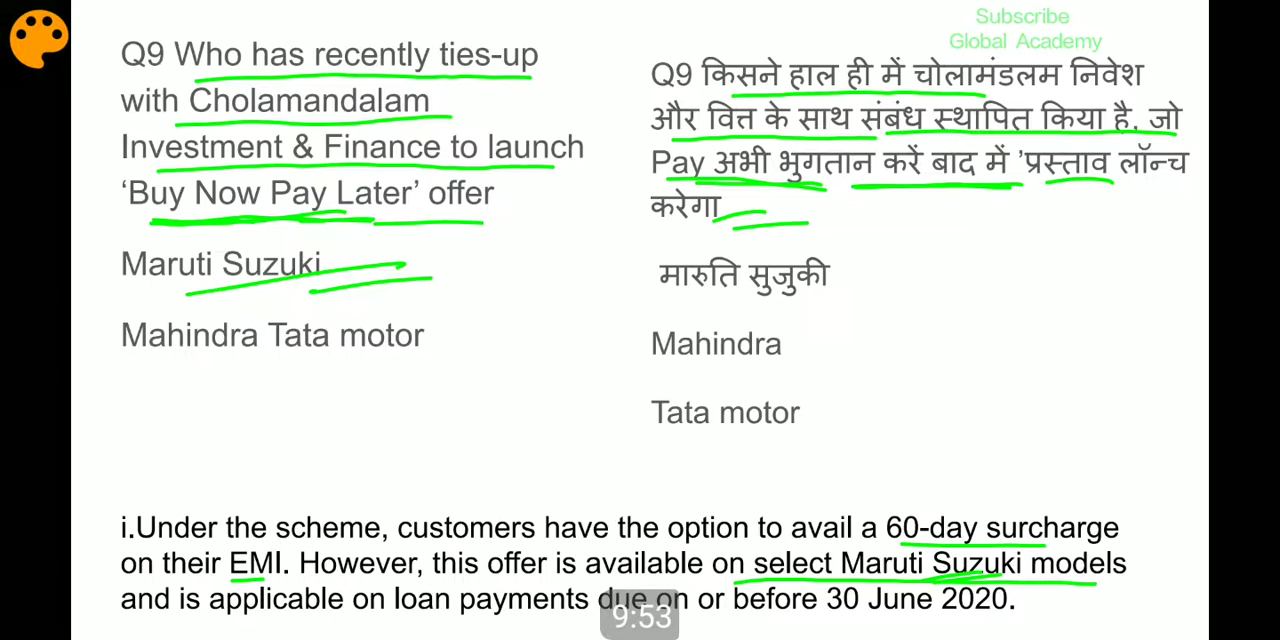 Subscribe
Global Academy
Q9 Who has recently ties-up
with Cholamandalam
Investment & Finance to launch
‘Buy Now Pay Later’ offer
Maruti Suzuki
Mahindra Tata motor
Q9 किसने हाल ही में चोलामंडलम निवेश
और वित्त के साथ संबंध स्थापित किया है, जो
Pay अभी भुगतान करें बाद में 'प्रस्ताव लॉन्च
करेगा
मारुति सुजुकी
Mahindra
Tata motor
i.Under the scheme, customers have the option to avail a 60-day surcharge
on their EMI. However, this offer is available on select Maruti Suzuki models
and is applicable on loan payments due on or before 30 June 2020.
9:53